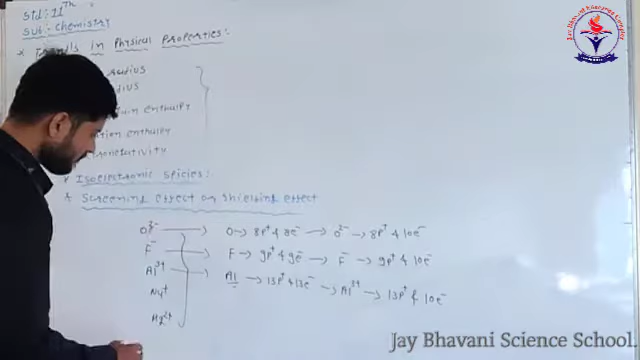 Std: 11th
Sub: Chemistry
* Trends in Physical Properties:
radius
enthalpy
enthalpy
* Isoelectronic Spicies:
* Screening effect or Shielding effect
O²⁻ → O → 8p⁺ & 8e⁻ → O²⁻ → 8p⁺ & 10e⁻
F⁻ → F → 9p⁺ & 9e⁻ → F⁻ → 9p⁺ & 10e⁻
Al³⁺ → Al → 13p⁺ & 13e⁻ → Al³⁺ → 13p⁺ & 10e⁻
Na⁺
Mg²⁺
Jay Bhavani Science School.